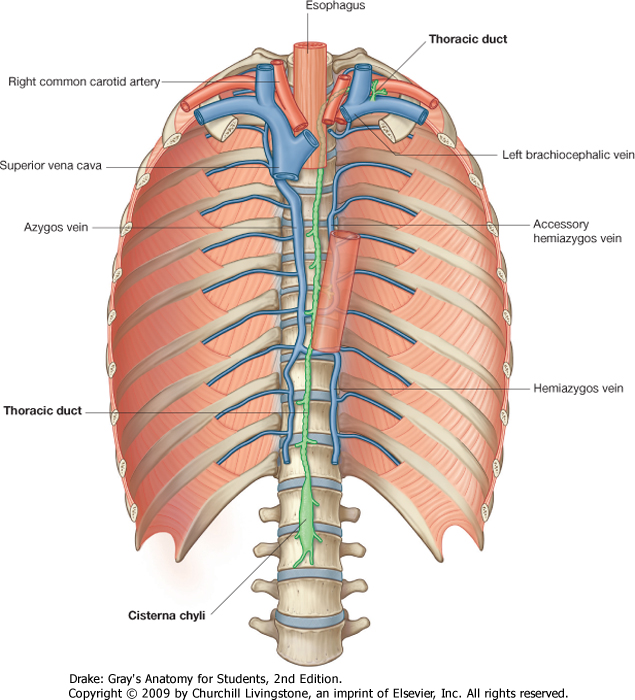 Esophagus
Thoracic duct
Right common carotid artery
Left brachiocephalic vein
Superior vena cava
Azygos vein
Accessory
hemiazygos vein
Hemiazygos vein
Thoracic duct
Cisterna chyli
Drake: Gray's Anatomy for Students, 2nd Edition.
Copyright © 2009 by Churchill Livingstone, an imprint of Elsevier, Inc. All rights reserved.